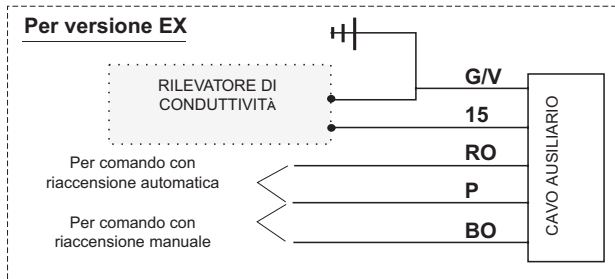 Per versione EX
RILEVATORE DI
CONDUTTIVITÀ
G/V
15
Per comando con
riaccensione automatica
RO
P
Per comando con
riaccensione manuale
BO
CAVO AUSILIARIO